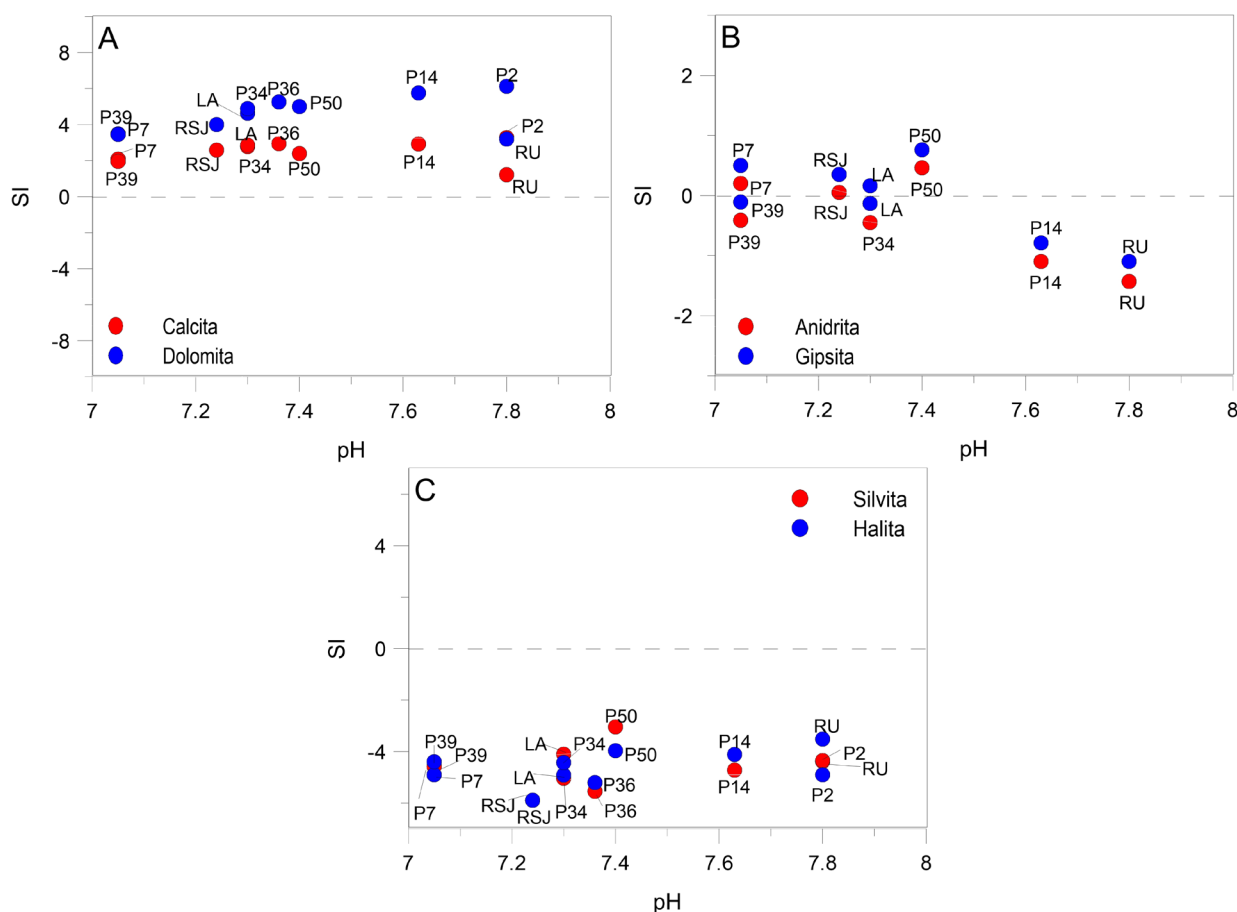 A
8
4
0
-4
-8
SI
P39
P7
P7
P39
RSJ
RSJ
LA
LA
P34
P34
P36
P36
P50
P50
P14
P14
P2
P2
RU
RU
Calcita
Dolomita
7
7.2
7.4
7.6
7.8
8
pH
B
2
0
-2
SI
P7
P7
P39
P39
RSJ
RSJ
LA
LA
P34
P50
P50
P14
P14
RU
RU
Anidrita
Gipsita
7
7.2
7.4
7.6
7.8
8
pH
C
Silvita
Halita
4
0
-4
SI
P39
P39
P7
P7
RSJ
RSJ
LA
LA
P34
P34
P50
P50
P36
P36
P14
P14
RU
P2
RU
P2
7
7.2
7.4
7.6
7.8
8
pH